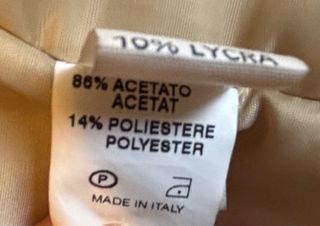 10% LYCRA
86% ACETATO
ACETAT
14% POLIESTERE
POLYESTER
P
MADE IN ITALY